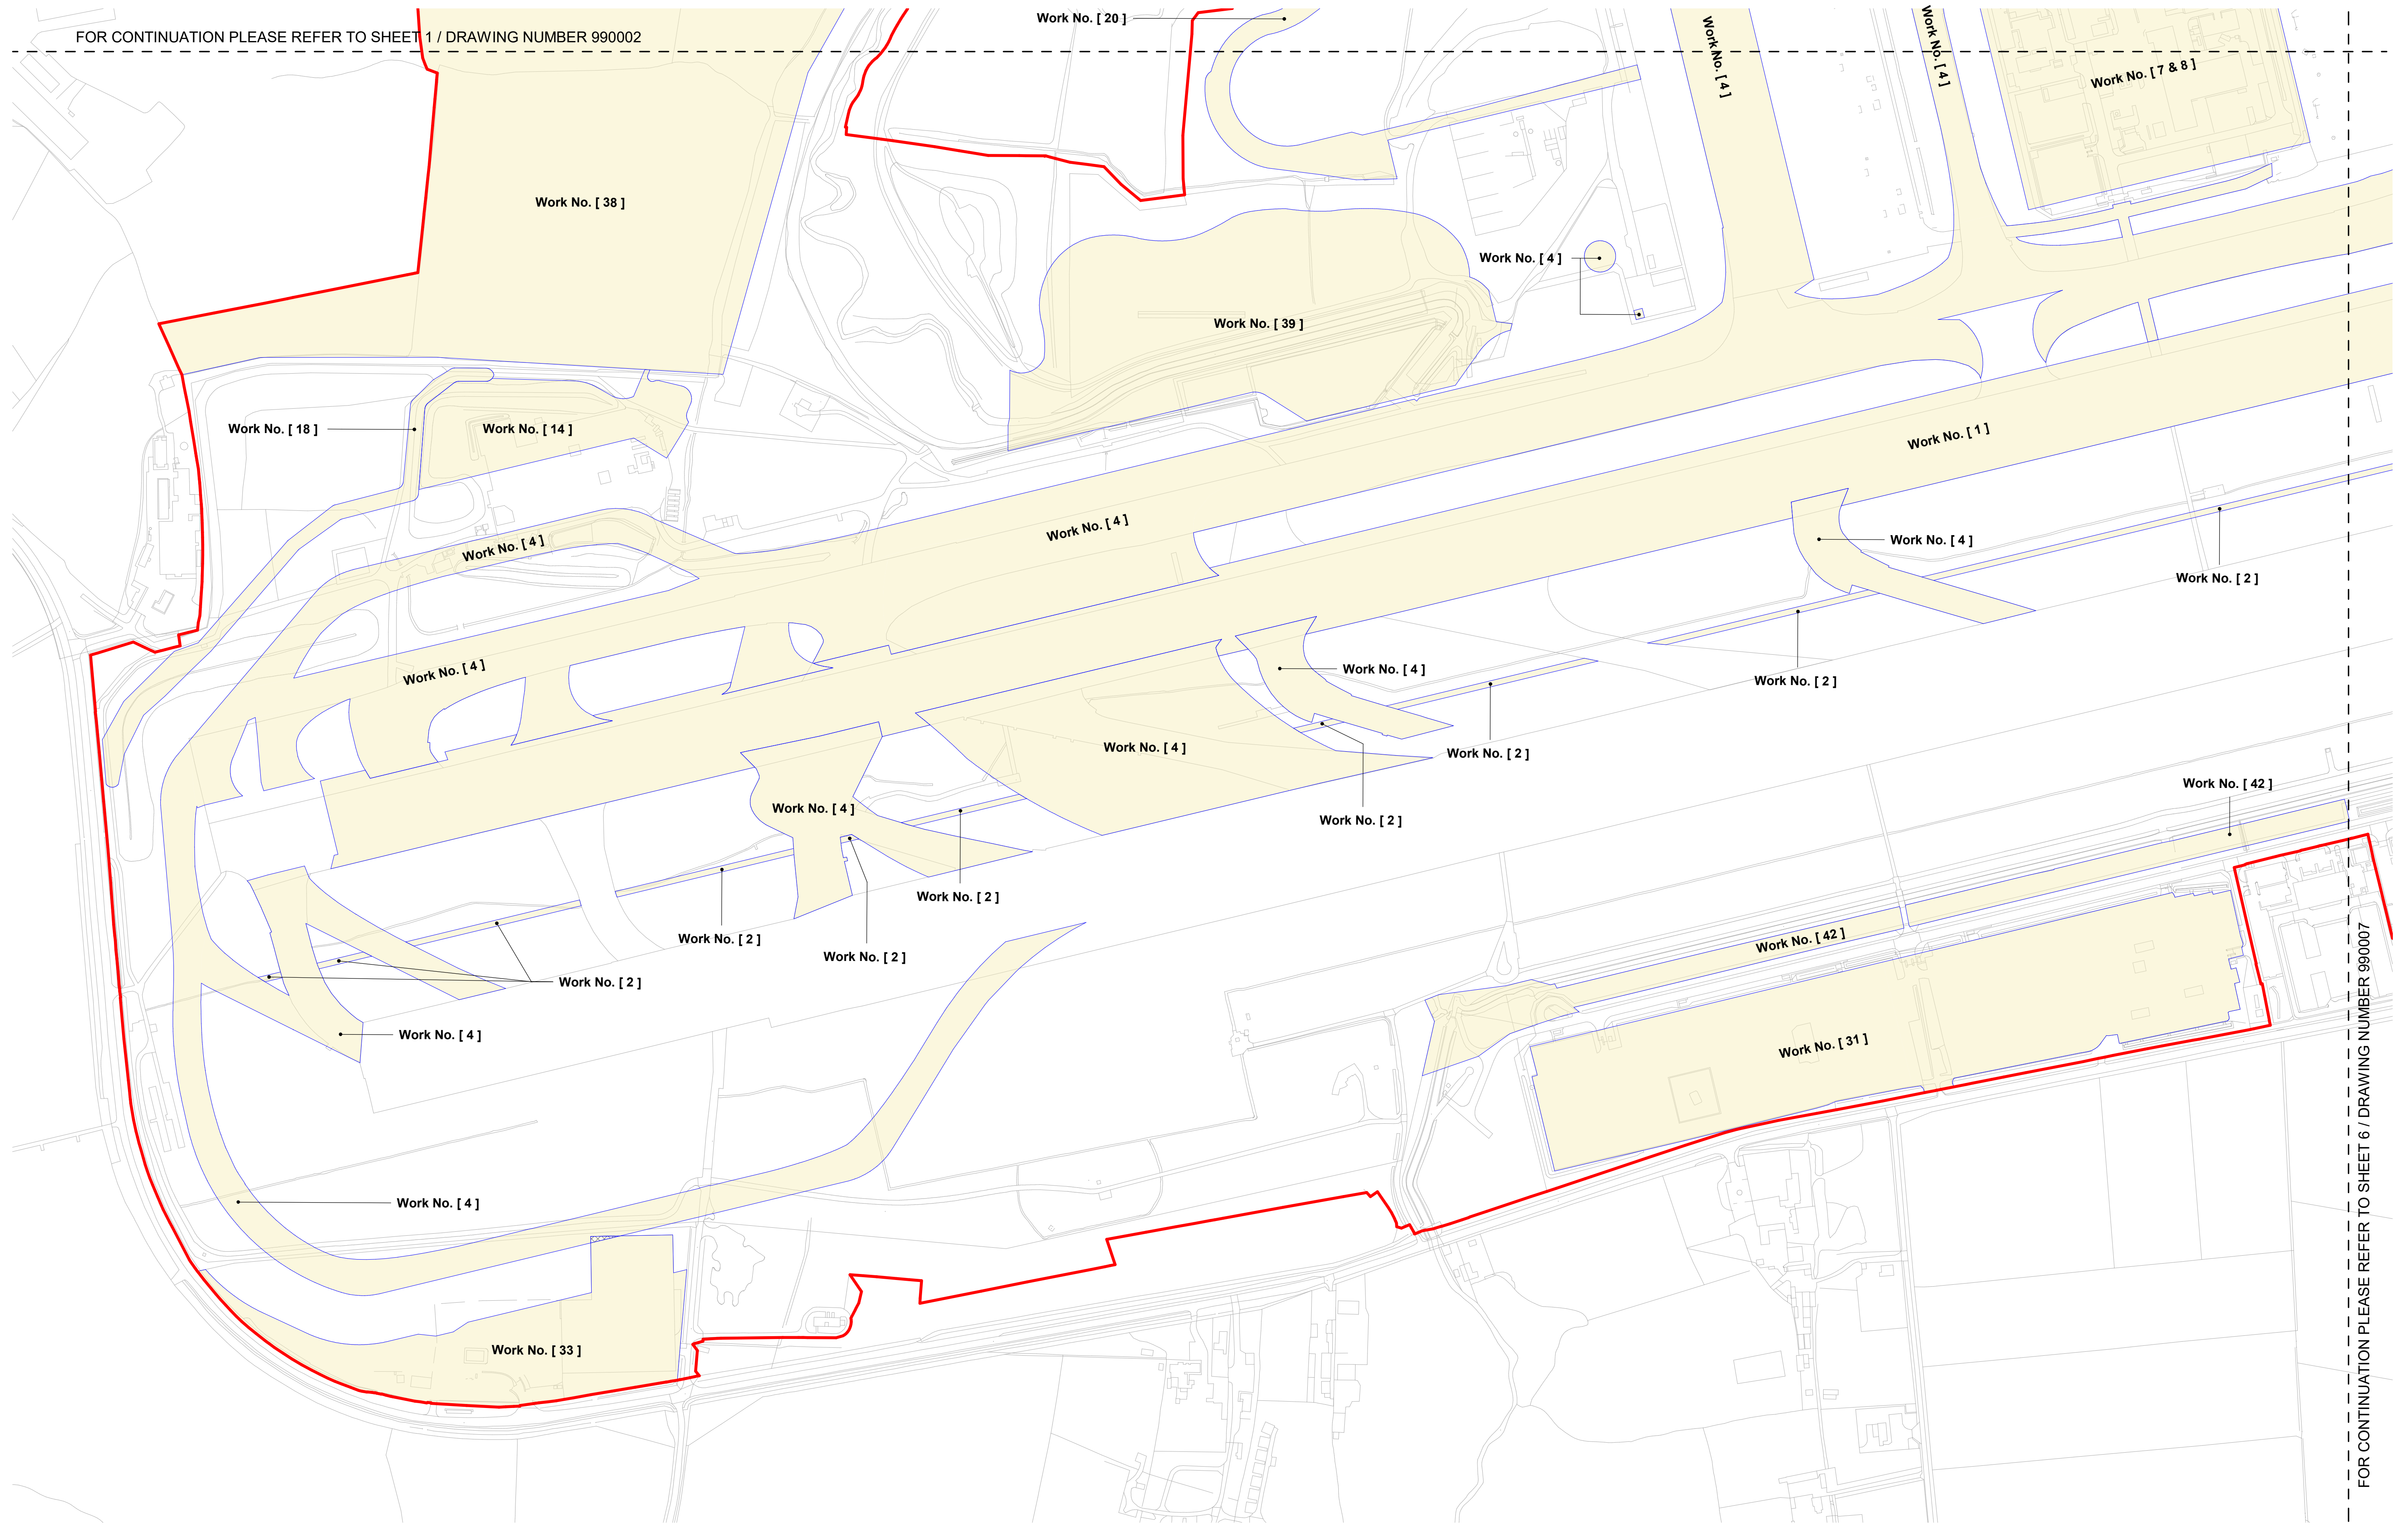 Work No. [ 20 ]
FOR CONTINUATION PLEASE REFER TO SHEET 1 / DRAWING NUMBER 990002
Work No. [ 4 ]
Work No. [ 4 ]
Work No. [ 7 & 8 ]
Work No. [ 38 ]
Work No. [ 4 ]
Work No. [ 39 ]
Work No. [ 18 ]
Work No. [ 14 ]
Work No. [ 1 ]
Work No. [ 4 ]
Work No. [ 4 ]
Work No. [ 4 ]
Work No. [ 2 ]
Work No. [ 4 ]
Work No. [ 4 ]
Work No. [ 2 ]
Work No. [ 4 ]
Work No. [ 2 ]
Work No. [ 42 ]
Work No. [ 4 ]
Work No. [ 2 ]
Work No. [ 2 ]
Work No. [ 2 ]
Work No. [ 42 ]
Work No. [ 2 ]
Work No. [ 2 ]
Work No. [ 4 ]
Work No. [ 31 ]
Work No. [ 4 ]
FOR CONTINUATION PLEASE REFER TO SHEET 6 / DRAWING NUMBER 990007
Work No. [ 33 ]